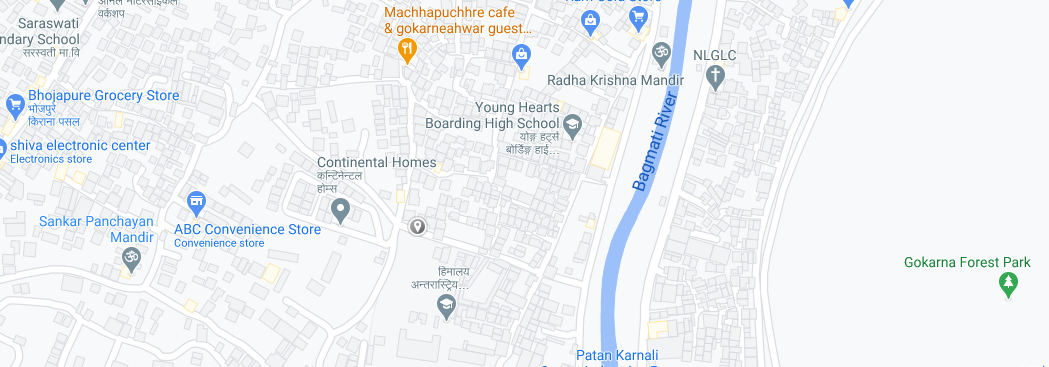 Saraswati
ndary School
सरस्वती मा.वि
वर्कशप
Machhapuchhre cafe
& gokarneahwar guest...
Radha Krishna Mandir
NLGLC
Bhojapure Grocery Store
भोजपुरे
किराना पसल
Young Hearts
Boarding High School
योङ्ग हर्ट्स
बोर्डिङ्ग हाई...
shiva electronic center
Electronics store
Continental Homes
कन्टिनेन्टल
होम्स
Bagmati River
Sankar Panchayan
Mandir
ABC Convenience Store
Convenience store
हिमालय
अन्तरास्ट्रिय...
Gokarna Forest Park
Patan Karnali